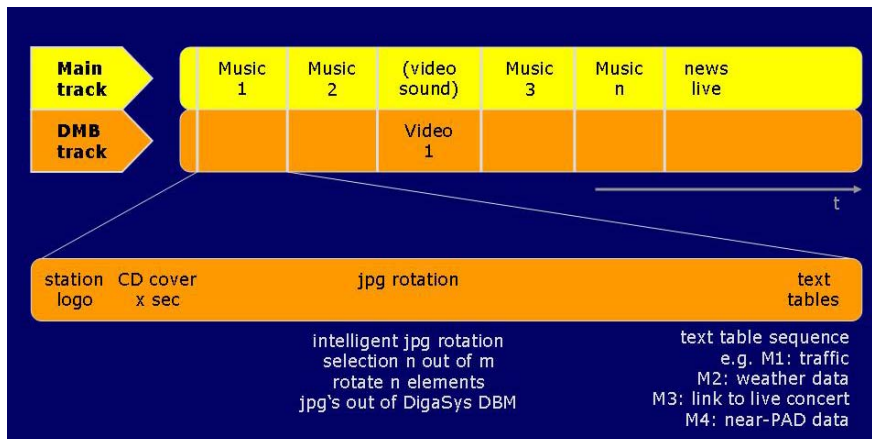 Main track
Music 1
Music 2
(video sound)
Music 3
Music n
news live
DMB track
Video 1
t
station logo
CD cover x sec
jpg rotation
text tables
intelligent jpg rotation
selection n out of m
rotate n elements
jpg's out of DigaSys DBM
text table sequence
e.g. M1: traffic
M2: weather data
M3: link to live concert
M4: near-PAD data